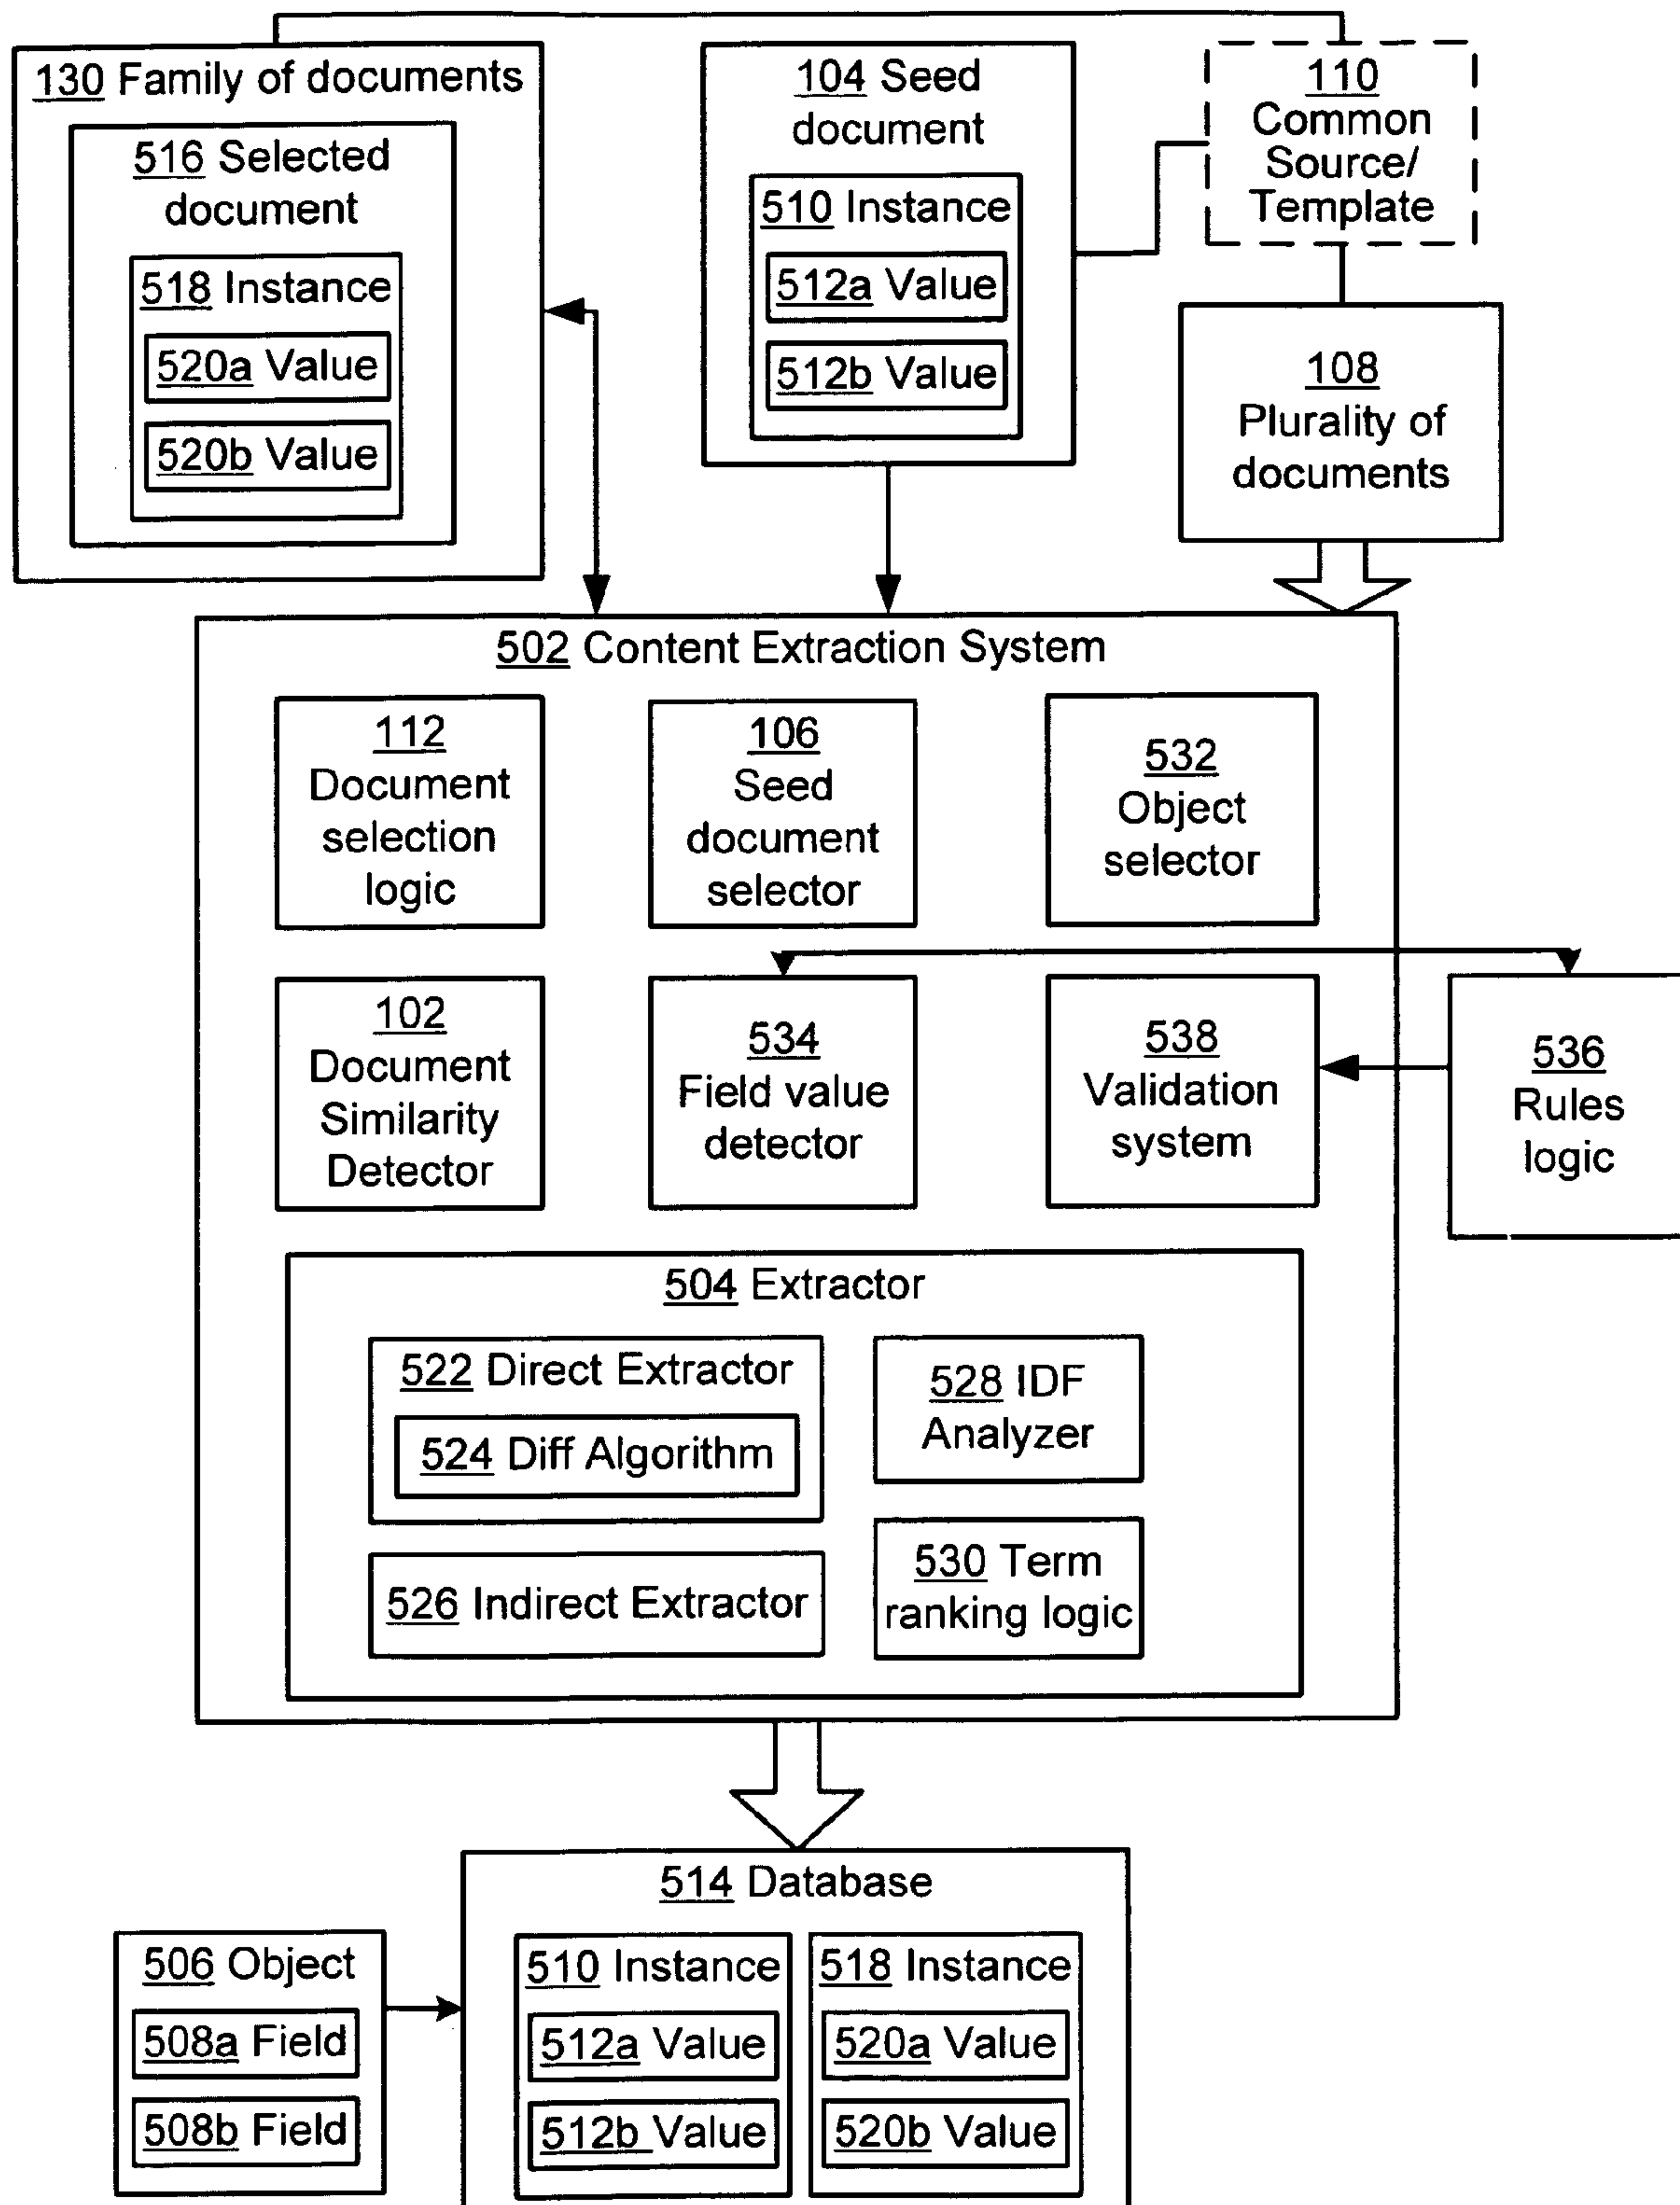 130 Family of documents
516 Selected
document
518 Instance
520a Value
520b Value
104 Seed
document
510 Instance
512a Value
512b Value
110
Common
Source/
Template
108
Plurality of
documents
502 Content Extraction System
112
Document
selection
logic
106
Seed
document
selector
532
Object
selector
102
Document
Similarity
Detector
534
Field value
detector
538
Validation
system
536
Rules
logic
504 Extractor
522 Direct Extractor
524 Diff Algorithm
526 Indirect Extractor
528 IDF
Analyzer
530 Term
ranking logic
514 Database
506 Object
508a Field
508b Field
510 Instance
512a Value
512b Value
518 Instance
520a Value
520b Value